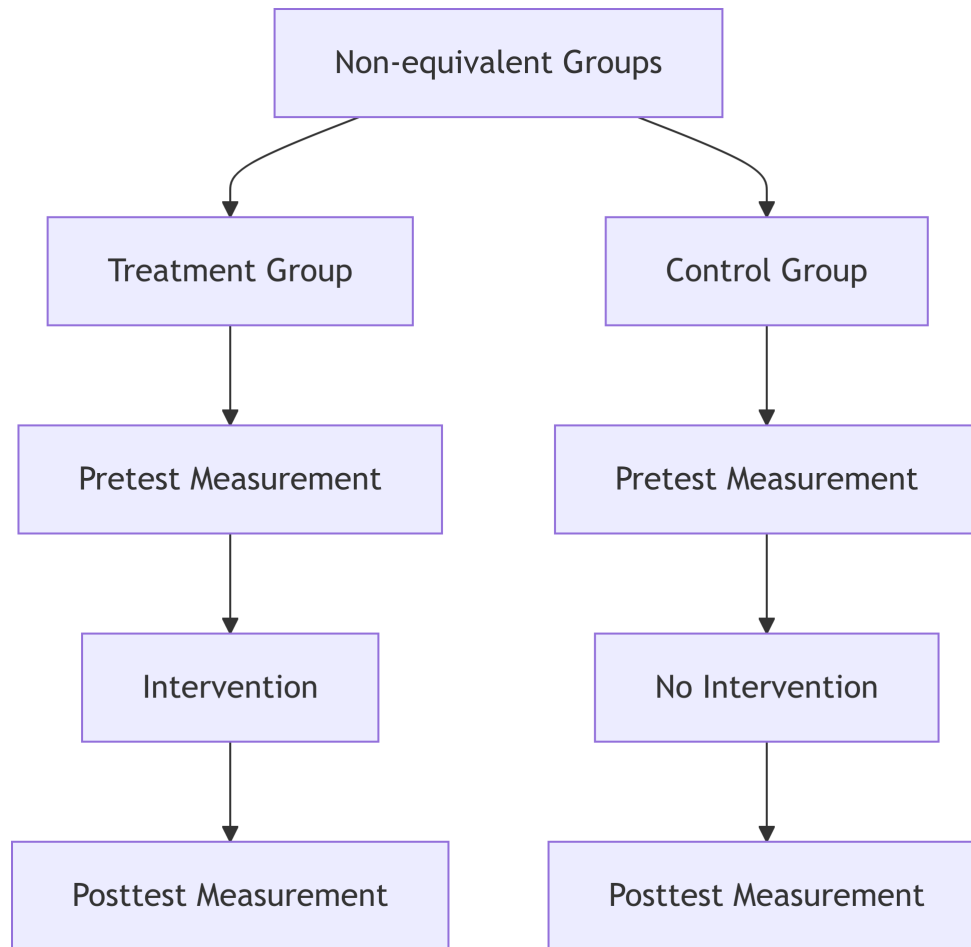 Non-equivalent Groups
Treatment Group
Control Group
Pretest Measurement
Pretest Measurement
Intervention
No Intervention
Posttest Measurement
Posttest Measurement